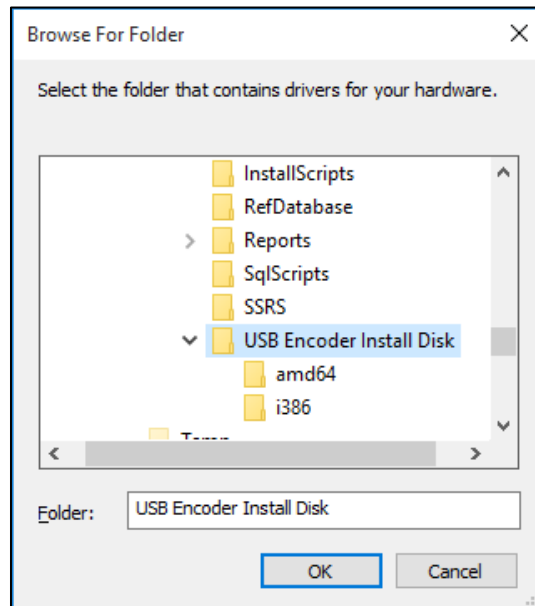 Browse For Folder
Select the folder that contains drivers for your hardware.
InstallScripts
RefDatabase
Reports
SqlScripts
SSRS
USB Encoder Install Disk
amd64
i386
Temp
Folder: USB Encoder Install Disk
OK Cancel